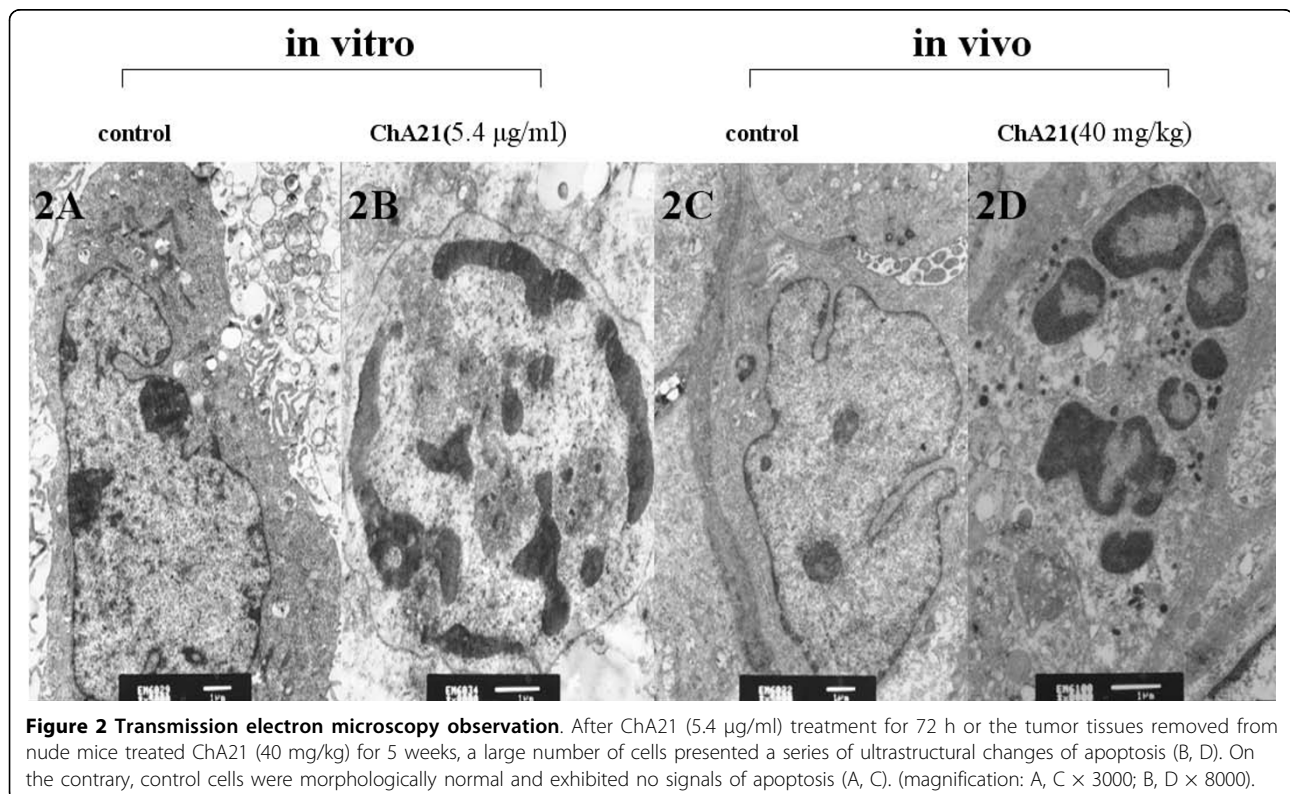 in vitro in vivo
control ChA21(5.4 μg/ml) control ChA21(40 mg/kg)
2A 2B 2C 2D
1μm 1μm 1μm 1μm
Figure 2 Transmission electron microscopy observation. After ChA21 (5.4 μg/ml) treatment for 72 h or the tumor tissues removed from
nude mice treated ChA21 (40 mg/kg) for 5 weeks, a large number of cells presented a series of ultrastructural changes of apoptosis (B, D). On
the contrary, control cells were morphologically normal and exhibited no signals of apoptosis (A, C). (magnification: A, C × 3000; B, D × 8000).